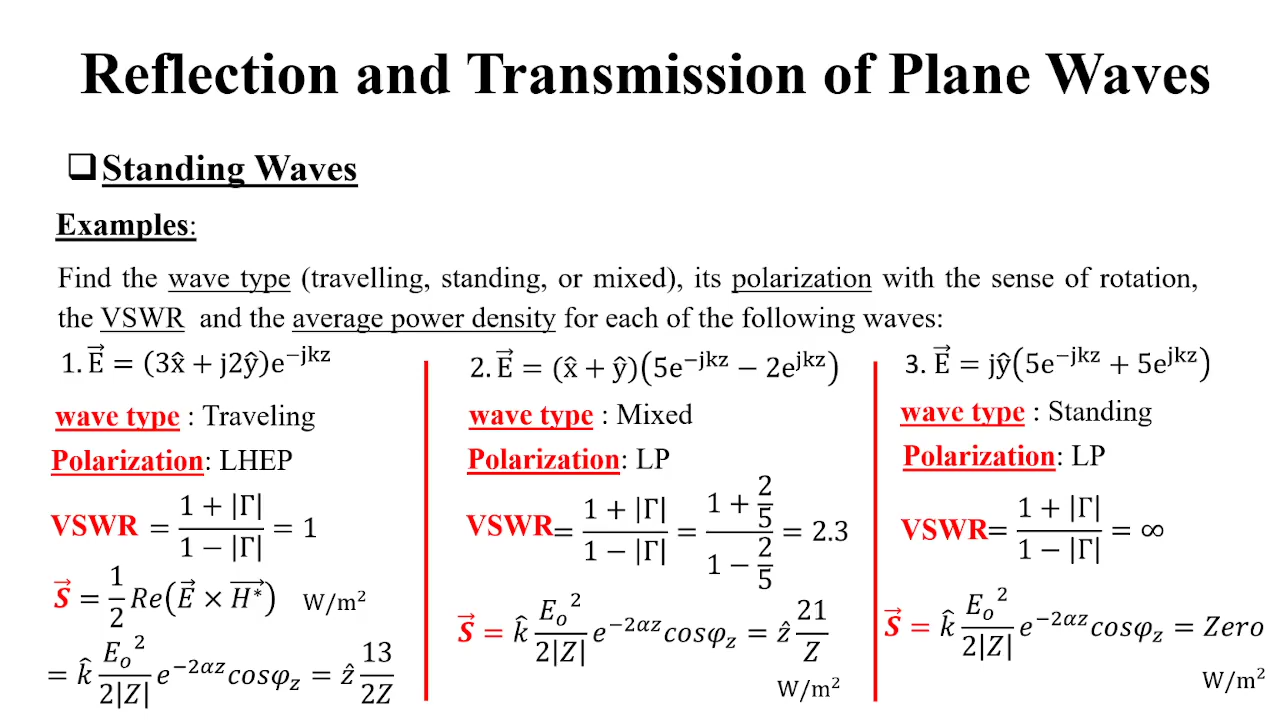 Reflection and Transmission of Plane Waves
❑Standing Waves
Examples:
Find the wave type (travelling, standing, or mixed), its polarization with the sense of rotation,
the VSWR and the average power density for each of the following waves:
1. E⃗ = (3x̂ + j2ŷ)e^{−jkz}
wave type : Traveling
Polarization: LHEP
VSWR = (1 + |Γ|)/(1 − |Γ|) = 1
S⃗ = 1/2 Re(E⃗ × H*⃗) W/m²
= k̂ E_o²/(2|Z|) e^{−2αz} cosφ_z = ẑ 13/(2Z)
2. E⃗ = (x̂ + ŷ)(5e^{−jkz} − 2e^{jkz})
wave type : Mixed
Polarization: LP
VSWR= (1 + |Γ|)/(1 − |Γ|) = (1 + 2/5)/(1 − 2/5) = 2.3
S⃗ = k̂ E_o²/(2|Z|) e^{−2αz} cosφ_z = ẑ 21/Z
W/m²
3. E⃗ = jŷ(5e^{−jkz} + 5e^{jkz})
wave type : Standing
Polarization: LP
VSWR= (1 + |Γ|)/(1 − |Γ|) = ∞
S⃗ = k̂ E_o²/(2|Z|) e^{−2αz} cosφ_z = Zero
W/m²